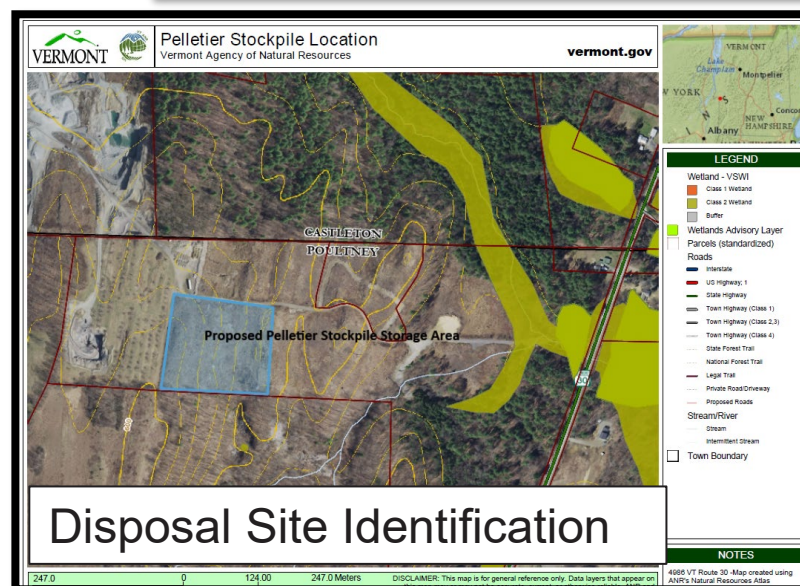 VERMONT
Pelletier Stockpile Location
Vermont Agency of Natural Resources
vermont.gov
CASTLETON
POULTNEY
Proposed Pelletier Stockpile Storage Area
30
Disposal Site Identification
247.0
0
124.00
247.0 Meters
DISCLAIMER: This map is for general reference only. Data layers that appear on
VERMONT
Lake
Champlain
Montpelier
W YORK
NEW
HAMPSHIRE
Concor
Albany
LEGEND
Wetland - VSWI
Class 1 Wetland
Class 2 Wetland
Buffer
Wetlands Advisory Layer
Parcels (standardized)
Roads
Interstate
US Highway; 1
State Highway
Town Highway (Class 1)
Town Highway (Class 2,3)
Town Highway (Class 4)
State Forest Trail
National Forest Trail
Legal Trail
Private Road/Driveway
Proposed Roads
Stream/River
Stream
Intermittent Stream
Town Boundary
NOTES
4986 VT Route 30 -Map created using
ANR's Natural Resources Atlas